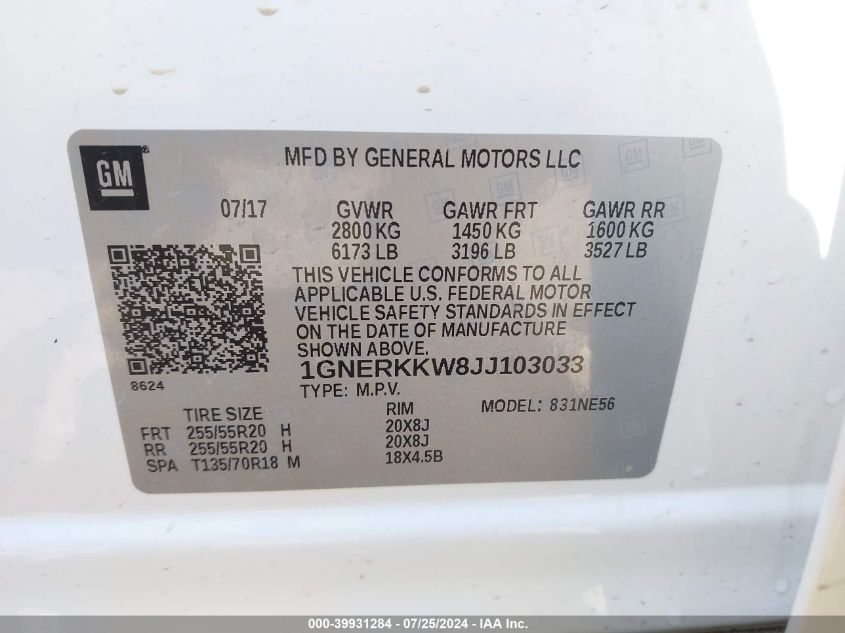 GM
MFD BY GENERAL MOTORS LLC
07/17 GVWR GAWR FRT GAWR RR
2800 KG 1450 KG 1600 KG
6173 LB 3196 LB 3527 LB
THIS VEHICLE CONFORMS TO ALL
APPLICABLE U.S. FEDERAL MOTOR
VEHICLE SAFETY STANDARDS IN EFFECT
ON THE DATE OF MANUFACTURE
SHOWN ABOVE.
8624
1GNERKKW8JJ103033
TYPE: M.P.V.
MODEL: 831NE56
TIRE SIZE RIM
FRT 255/55R20 H 20X8J
RR 255/55R20 H 20X8J
SPA T135/70R18 M 18X4.5B
000-39931284 - 07/25/2024 - IAA Inc.